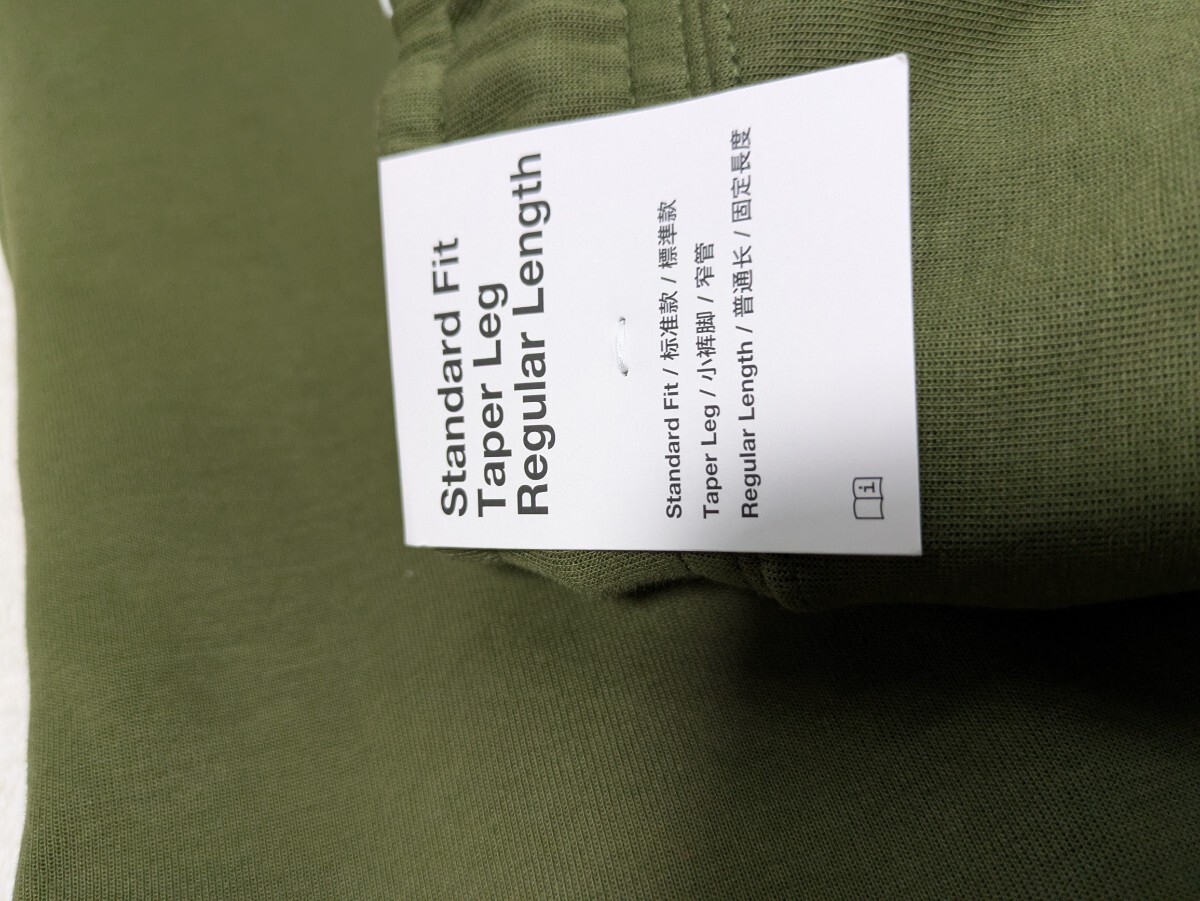 Standard Fit
Taper Leg
Regular Length
Standard Fit / 标准款 / 標準款
Taper Leg / 小裤脚 / 窄管
Regular Length / 普通长 / 固定長度
i